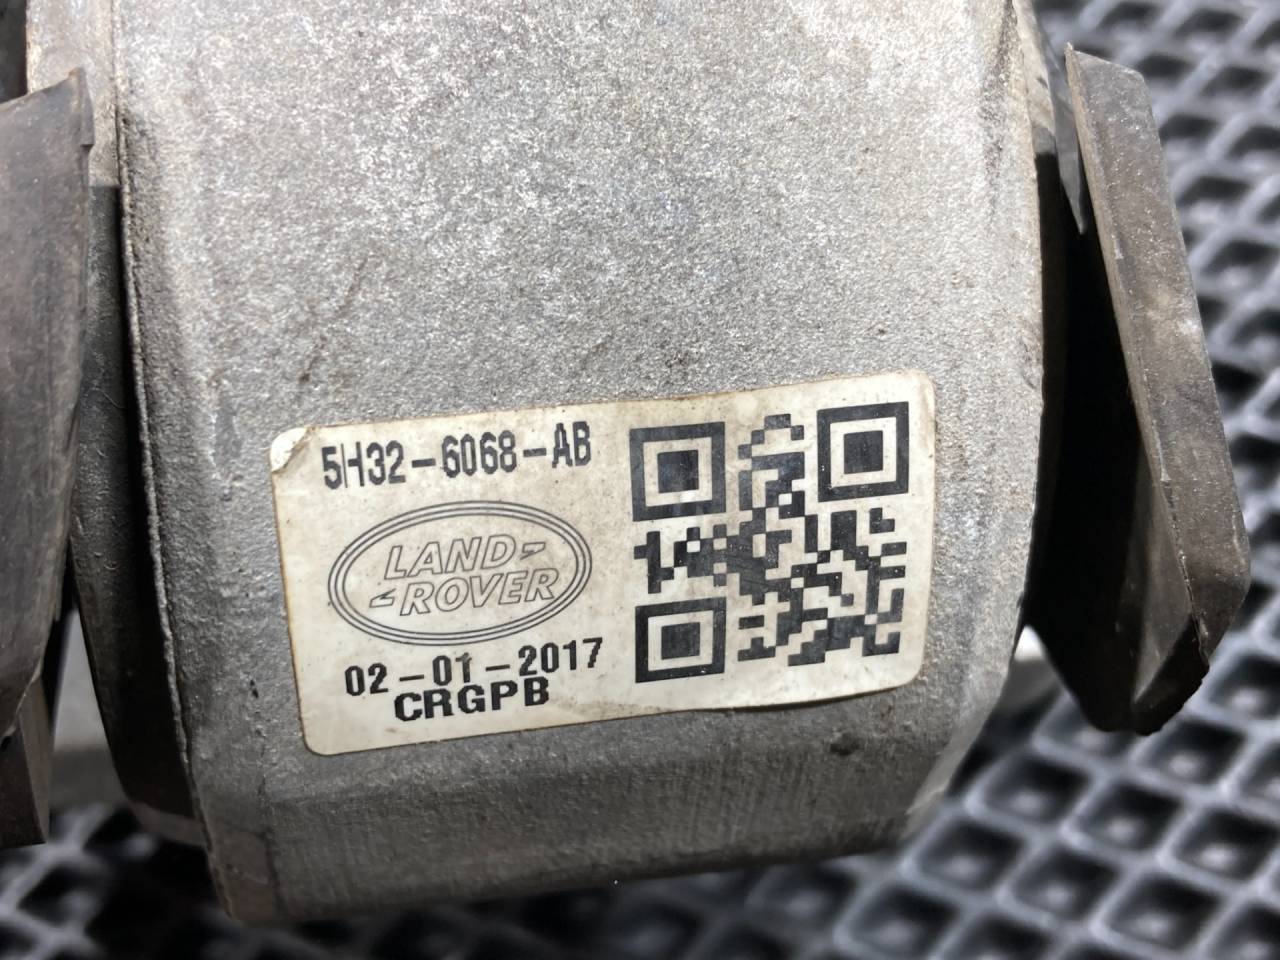 5H32-6068-AB
LAND-
-ROVER
02-01-2017
CRGPB